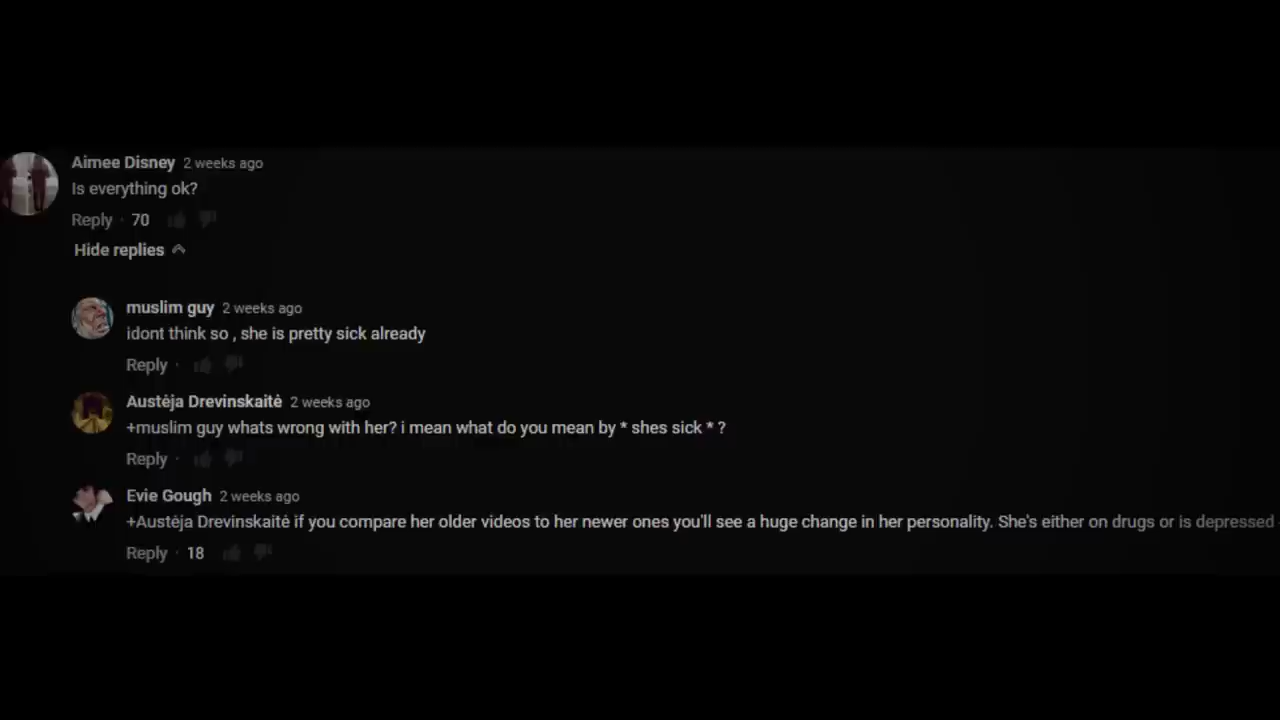 Aimee Disney 2 weeks ago
Is everything ok?
Reply · 70
Hide replies
muslim guy 2 weeks ago
idont think so , she is pretty sick already
Reply ·
Austėja Drevinskaitė 2 weeks ago
+muslim guy whats wrong with her? i mean what do you mean by * shes sick * ?
Reply ·
Evie Gough 2 weeks ago
+Austėja Drevinskaitė if you compare her older videos to her newer ones you'll see a huge change in her personality. She's either on drugs or is depressed
Reply · 18